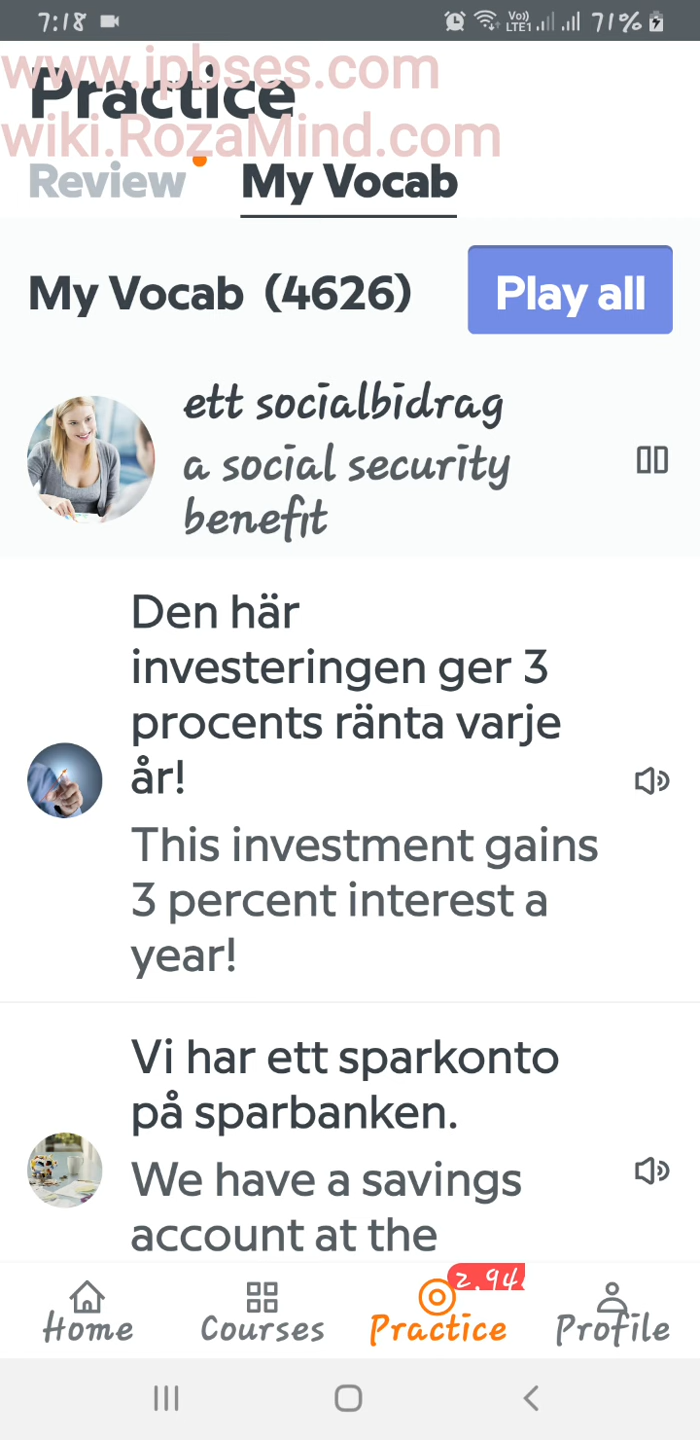 7:18
Vo))
LTE1
71%
www.ipbses.com
Practice
wiki.RozaMind.com
Review
My Vocab
My Vocab (4626)
Play all
ett socialbidrag
a social security
benefit
Den här
investeringen ger 3
procents ränta varje
år!
This investment gains
3 percent interest a
year!
Vi har ett sparkonto
på sparbanken.
We have a savings
account at the
2,94
Home
Courses
Practice
Profile